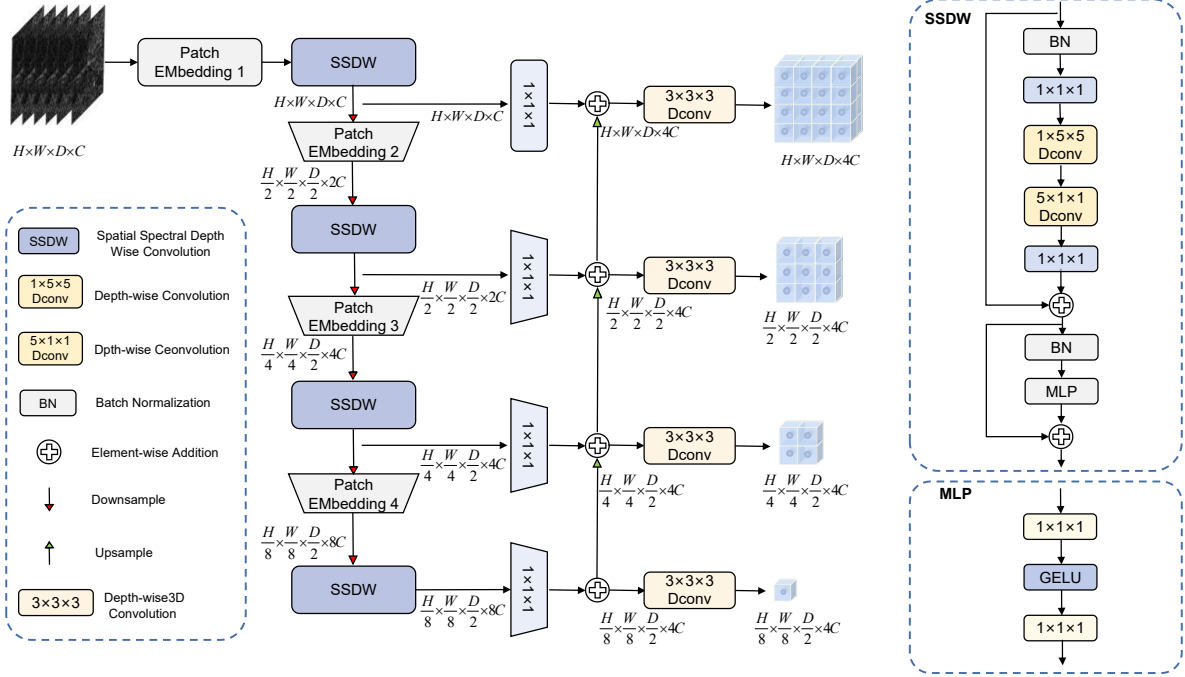 H×W×D×C
Patch
EMbedding 1
SSDW
H×W×D×C
H×W×D×C
1×1×1
H×W×D×4C
3×3×3
Dconv
H×W×D×4C
Patch
EMbedding 2
H/2×W/2×D/2×2C
SSDW
H/2×W/2×D/2×2C
1×1×1
H/2×W/2×D/2×4C
3×3×3
Dconv
H/2×W/2×D/2×4C
Patch
EMbedding 3
H/4×W/4×D/2×4C
SSDW
H/4×W/4×D/2×4C
1×1×1
H/4×W/4×D/2×4C
3×3×3
Dconv
H/4×W/4×D/2×4C
Patch
EMbedding 4
H/8×W/8×D/2×8C
SSDW
H/8×W/8×D/2×8C
1×1×1
H/8×W/8×D/2×4C
3×3×3
Dconv
H/8×W/8×D/2×4C
SSDW
Spatial Spectral Depth
Wise Convolution
1×5×5
Dconv
Depth-wise Convolution
5×1×1
Dconv
Dpth-wise Ceonvolution
BN
Batch Normalization
Element-wise Addition
Downsample
Upsample
3×3×3
Depth-wise3D
Convolution
SSDW
BN
1×1×1
1×5×5
Dconv
5×1×1
Dconv
1×1×1
BN
MLP
MLP
1×1×1
GELU
1×1×1